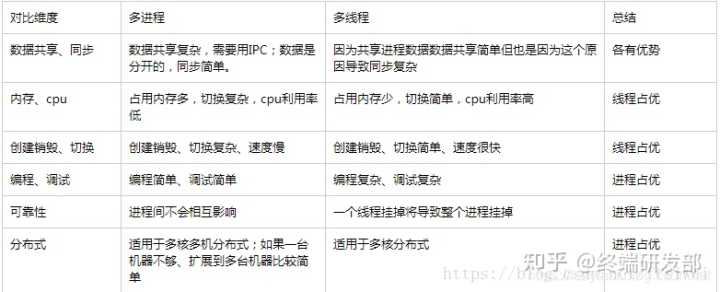 对比维度 多进程 多线程 总结
数据共享、同步 数据共享复杂，需要用IPC；数据是分开的，同步简单。 因为共享进程数据数据共享简单但也是因为这个原因导致同步复杂 各有优势
内存、cpu 占用内存多，切换复杂，cpu利用率低 占用内存少，切换简单，cpu利用率高 线程占优
创建销毁、切换 创建销毁、切换复杂、速度慢 创建销毁、切换简单、速度很快 线程占优
编程、调试 编程简单、调试简单 编程复杂、调试复杂 进程占优
可靠性 进程间不会相互影响 一个线程挂掉将导致整个进程挂掉 进程占优
分布式 适用于多核多机分布式；如果一台机器不够、扩展到多台机器比较简单 适用于多核分布式 进程占优
知乎 @终端研发部